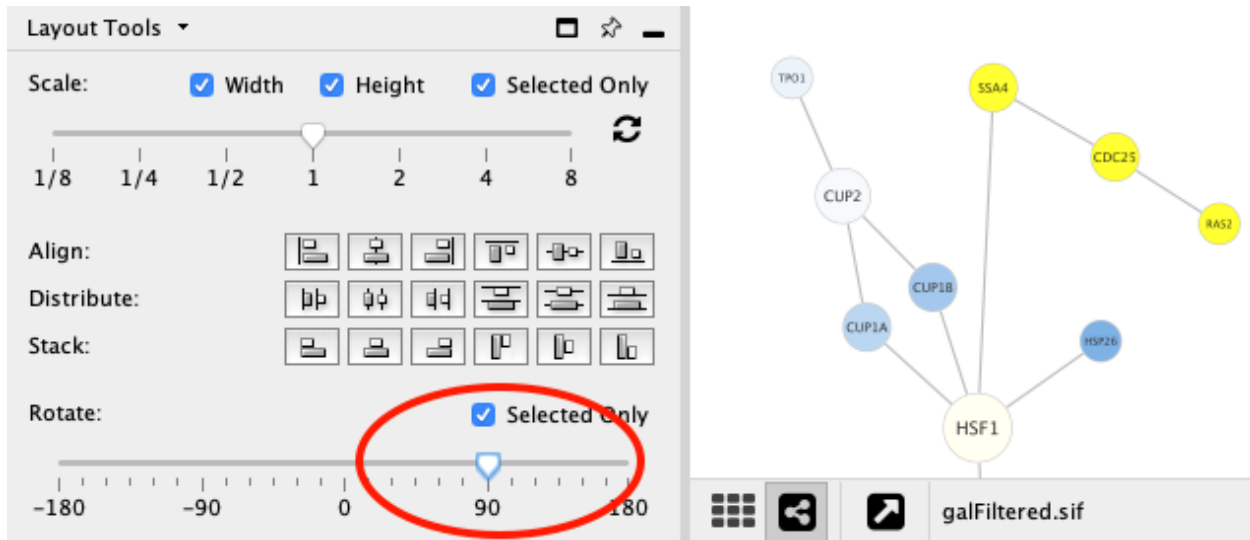 Layout Tools
Scale: Width Height Selected Only
1/8 1/4 1/2 1 2 4 8
Align:
Distribute:
Stack:
Rotate: Selected Only
-180 -90 0 90 180
TPO1
SSA4
CDC25
CUP2
RAS2
CUP1B
CUP1A
HSP26
HSF1
galFiltered.sif